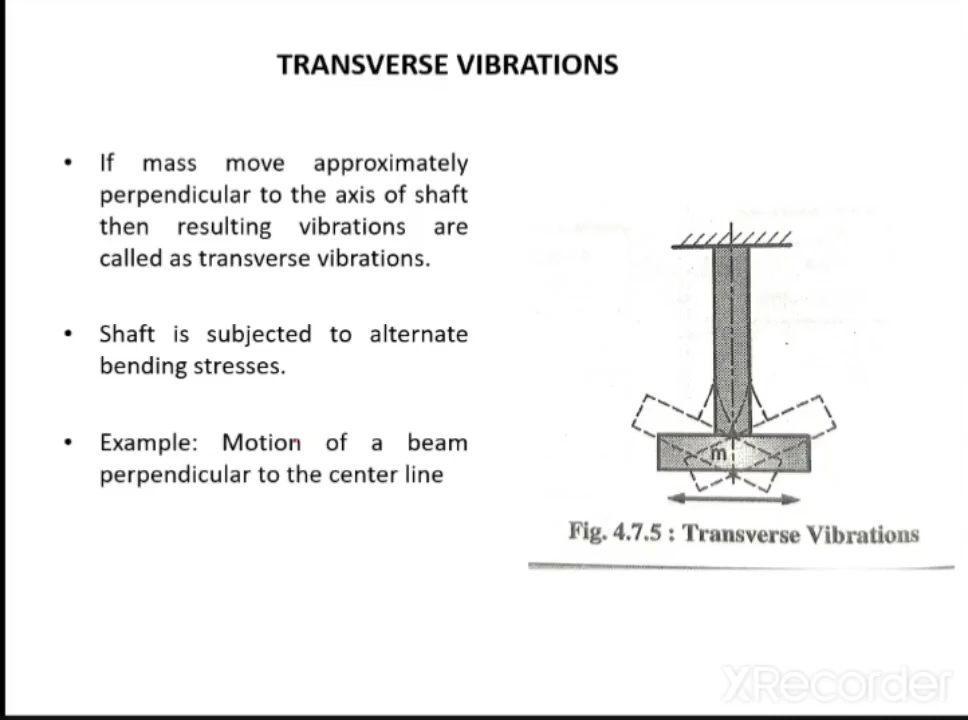 TRANSVERSE VIBRATIONS
• If mass move approximately
perpendicular to the axis of shaft
then resulting vibrations are
called as transverse vibrations.
• Shaft is subjected to alternate
bending stresses.
• Example: Motion of a beam
perpendicular to the center line
m
Fig. 4.7.5 : Transverse Vibrations
XRecorder